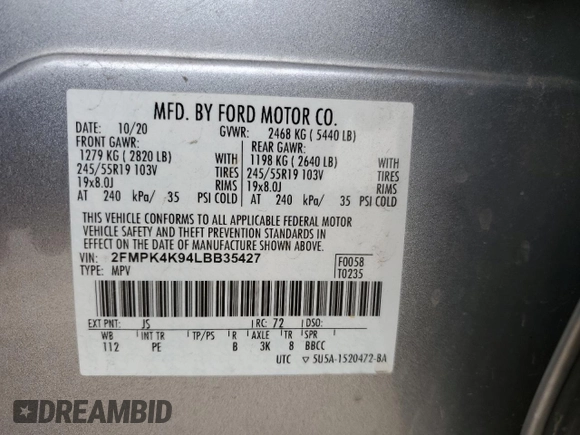 MFD. BY FORD MOTOR CO.
DATE: 10/20 GVWR: 2468 KG ( 5440 LB)
FRONT GAWR: REAR GAWR:
1279 KG ( 2820 LB) WITH 1198 KG ( 2640 LB) WITH
245/55R19 103V TIRES 245/55R19 103V TIRES
19x8.0J RIMS 19x8.0J RIMS
AT 240 kPa/ 35 PSI COLD AT 240 kPa/ 35 PSI COLD
THIS VEHICLE CONFORMS TO ALL APPLICABLE FEDERAL MOTOR
VEHICLE SAFETY AND THEFT PREVENTION STANDARDS IN
EFFECT ON THE DATE OF MANUFACTURE SHOWN ABOVE.
VIN: 2FMPK4K94LBB35427 F0058
TYPE: MPV T0235
EXT PNT: JS RC: 72 DSO:
WB INT TR TP/PS R AXLE TR SPR
112 PE B 3K 8 BBCC
UTC ▽ 5U5A-1520472-BA
DREAMBID